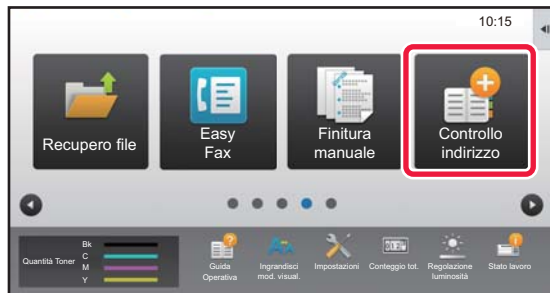 10:15
Recupero file
Easy
Fax
Finitura
manuale
Controllo
indirizzo
Quantità Toner
Bk
C
M
Y
Guida
Operativa
Ingrandisci
mod. visual.
Impostazioni
Conteggio tot.
Regolazione
luminosità
Stato lavoro